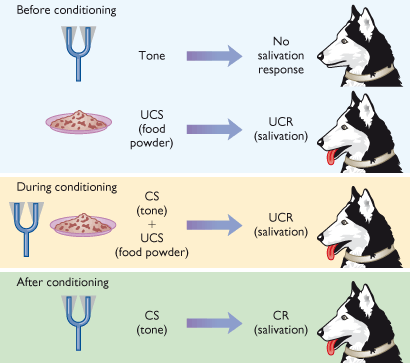 Before conditioning
Tone
No
salivation
response
UCS
(food
powder)
UCR
(salivation)
During conditioning
CS
(tone)
+
UCS
(food powder)
UCR
(salivation)
After conditioning
CS
(tone)
CR
(salivation)